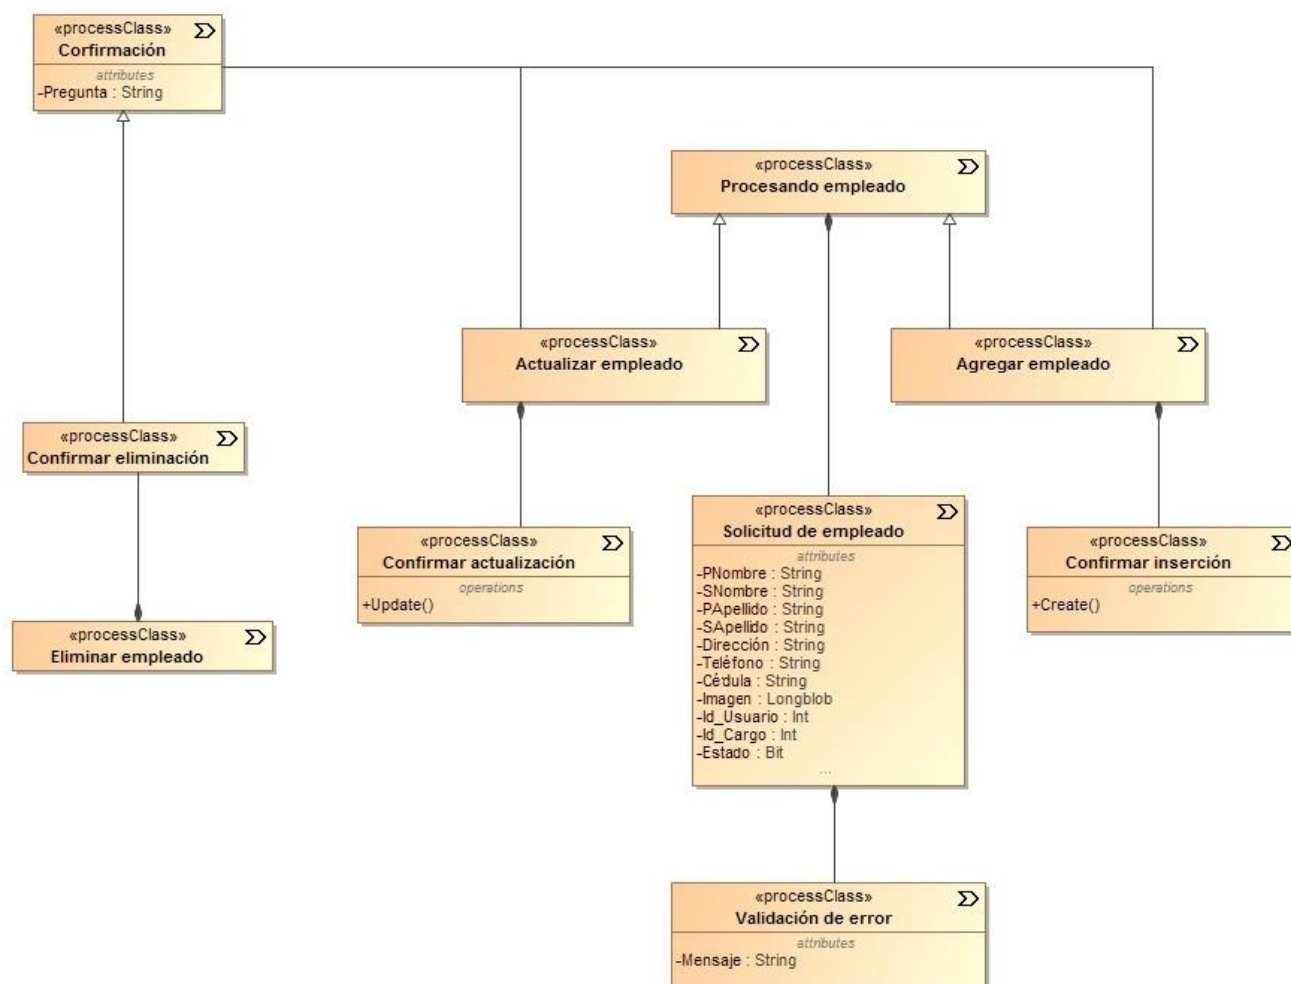 «processClass»
Corfirmación
attributes
-Pregunta : String
«processClass»
Procesando empleado
«processClass»
Actualizar empleado
«processClass»
Agregar empleado
«processClass»
Confirmar eliminación
«processClass»
Confirmar actualización
operations
+Update()
«processClass»
Solicitud de empleado
attributes
-PNombre : String
-SNombre : String
-PApellido : String
-SApellido : String
-Dirección : String
-Teléfono : String
-Cédula : String
-Imagen : Longblob
-Id_Usuario : Int
-Id_Cargo : Int
-Estado : Bit
...
«processClass»
Confirmar inserción
operations
+Create()
«processClass»
Eliminar empleado
«processClass»
Validación de error
attributes
-Mensaje : String